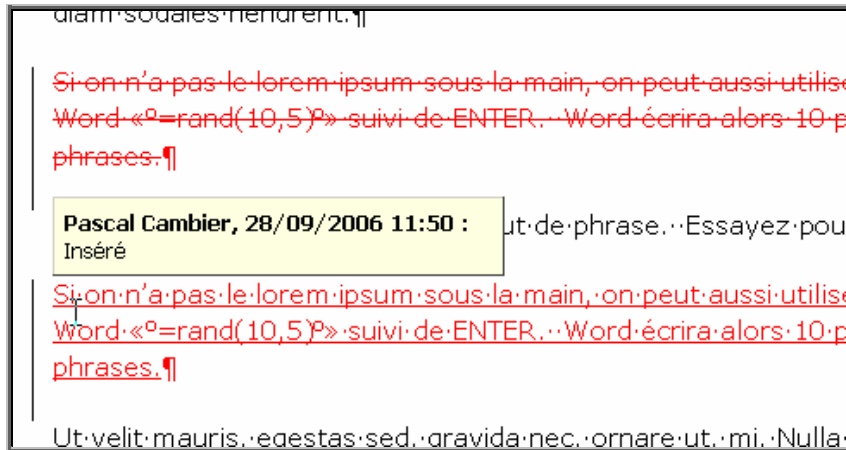 diam·sodales·hendrerit.¶
Si·on·n'a·pas·le·lorem·ipsum·sous·la·main,·on·peut·aussi·utilise
Word·«º=rand(10,5)º»·suivi·de·ENTER.··Word·écrira·alors·10·p
phrases.¶
Pascal Cambier, 28/09/2006 11:50 :
Inséré
ut·de·phrase.··Essayez·pou
Si·on·n'a·pas·le·lorem·ipsum·sous·la·main,·on·peut·aussi·utilise
Word·«º=rand(10,5)º»·suivi·de·ENTER.··Word·écrira·alors·10·p
phrases.¶
Ut·velit·mauris,·egestas·sed,·gravida·nec,·ornare·ut,·mi.·Nulla·